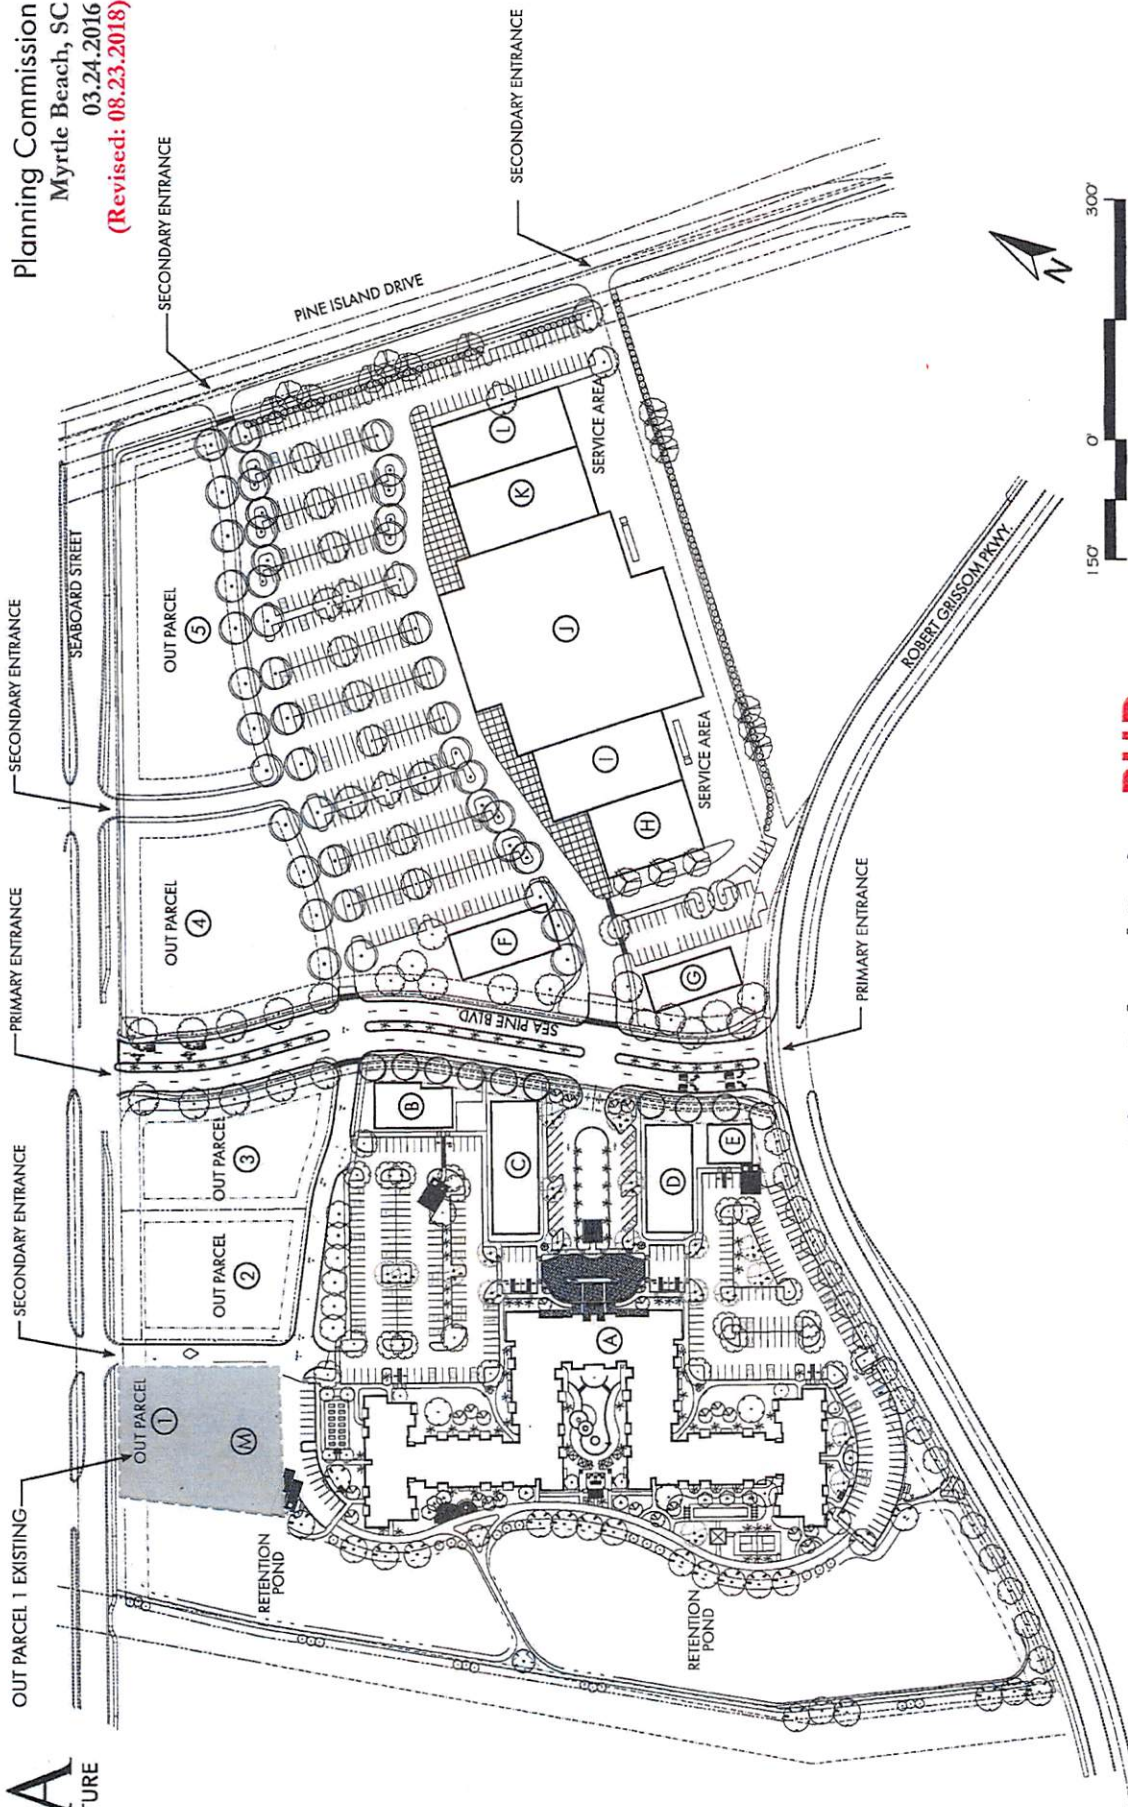 Planning Commission
Myrtle Beach, SC
03.24.2016
(Revised: 08.23.2018)
OUT PARCEL 1 EXISTING
SECONDARY ENTRANCE
PRIMARY ENTRANCE
SECONDARY ENTRANCE
SECONDARY ENTRANCE
SECONDARY ENTRANCE
SEABOARD STREET
PINE ISLAND DRIVE
OUT PARCEL
1
M
OUT PARCEL
2
OUT PARCEL
3
OUT PARCEL
4
OUT PARCEL
5
SEA PINE BLVD
RETENTION
POND
RETENTION
POND
A
B
C
D
E
F
G
H
I
J
K
L
SERVICE AREA
SERVICE AREA
PRIMARY ENTRANCE
ROBERT GRISSOM PKWY.
N
150'
0'
300'